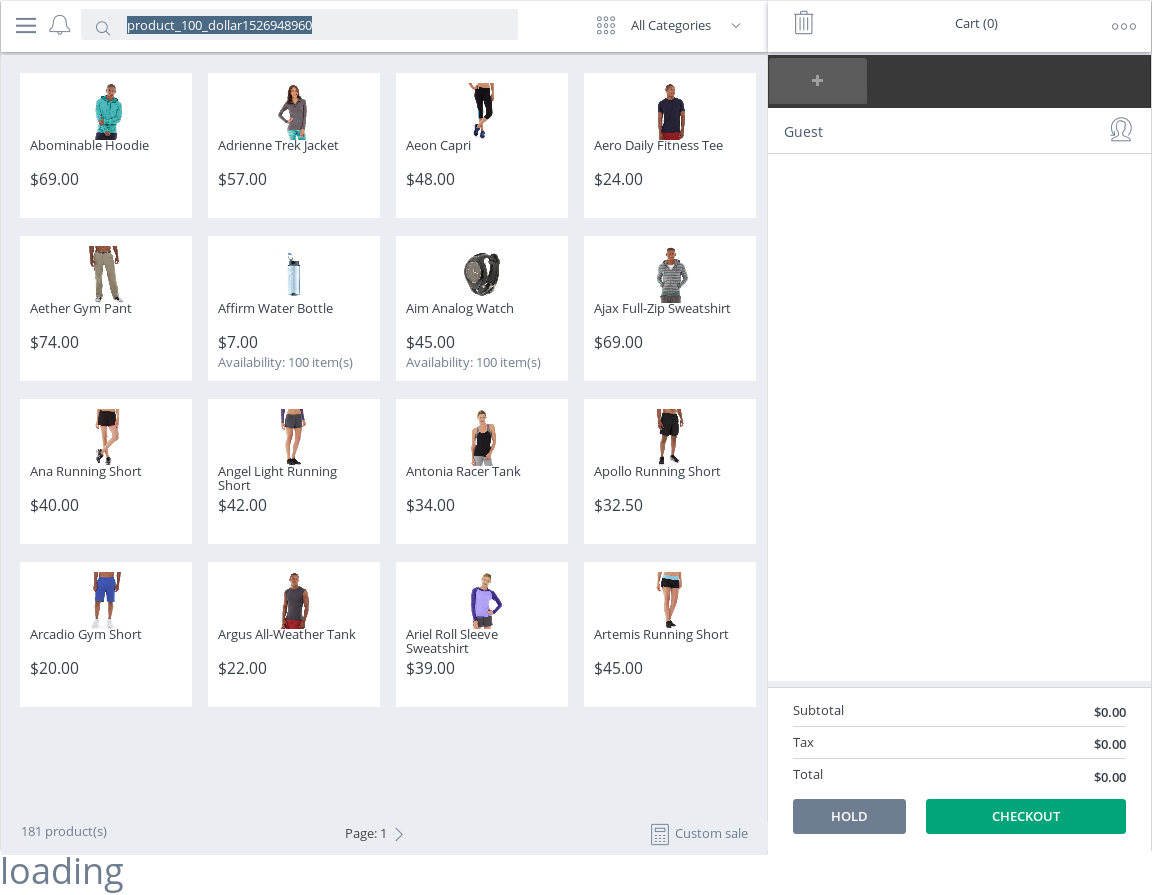 product_100_dollar1526948960
All Categories
Cart (0)
+
Guest
Abominable Hoodie
$69.00
Adrienne Trek Jacket
$57.00
Aeon Capri
$48.00
Aero Daily Fitness Tee
$24.00
Aether Gym Pant
$74.00
Affirm Water Bottle
$7.00
Availability: 100 item(s)
Aim Analog Watch
$45.00
Availability: 100 item(s)
Ajax Full-Zip Sweatshirt
$69.00
Ana Running Short
$40.00
Angel Light Running
Short
$42.00
Antonia Racer Tank
$34.00
Apollo Running Short
$32.50
Arcadio Gym Short
$20.00
Argus All-Weather Tank
$22.00
Ariel Roll Sleeve
Sweatshirt
$39.00
Artemis Running Short
$45.00
Subtotal $0.00
Tax $0.00
Total $0.00
HOLD
CHECKOUT
181 product(s)
Page: 1
Custom sale
loading